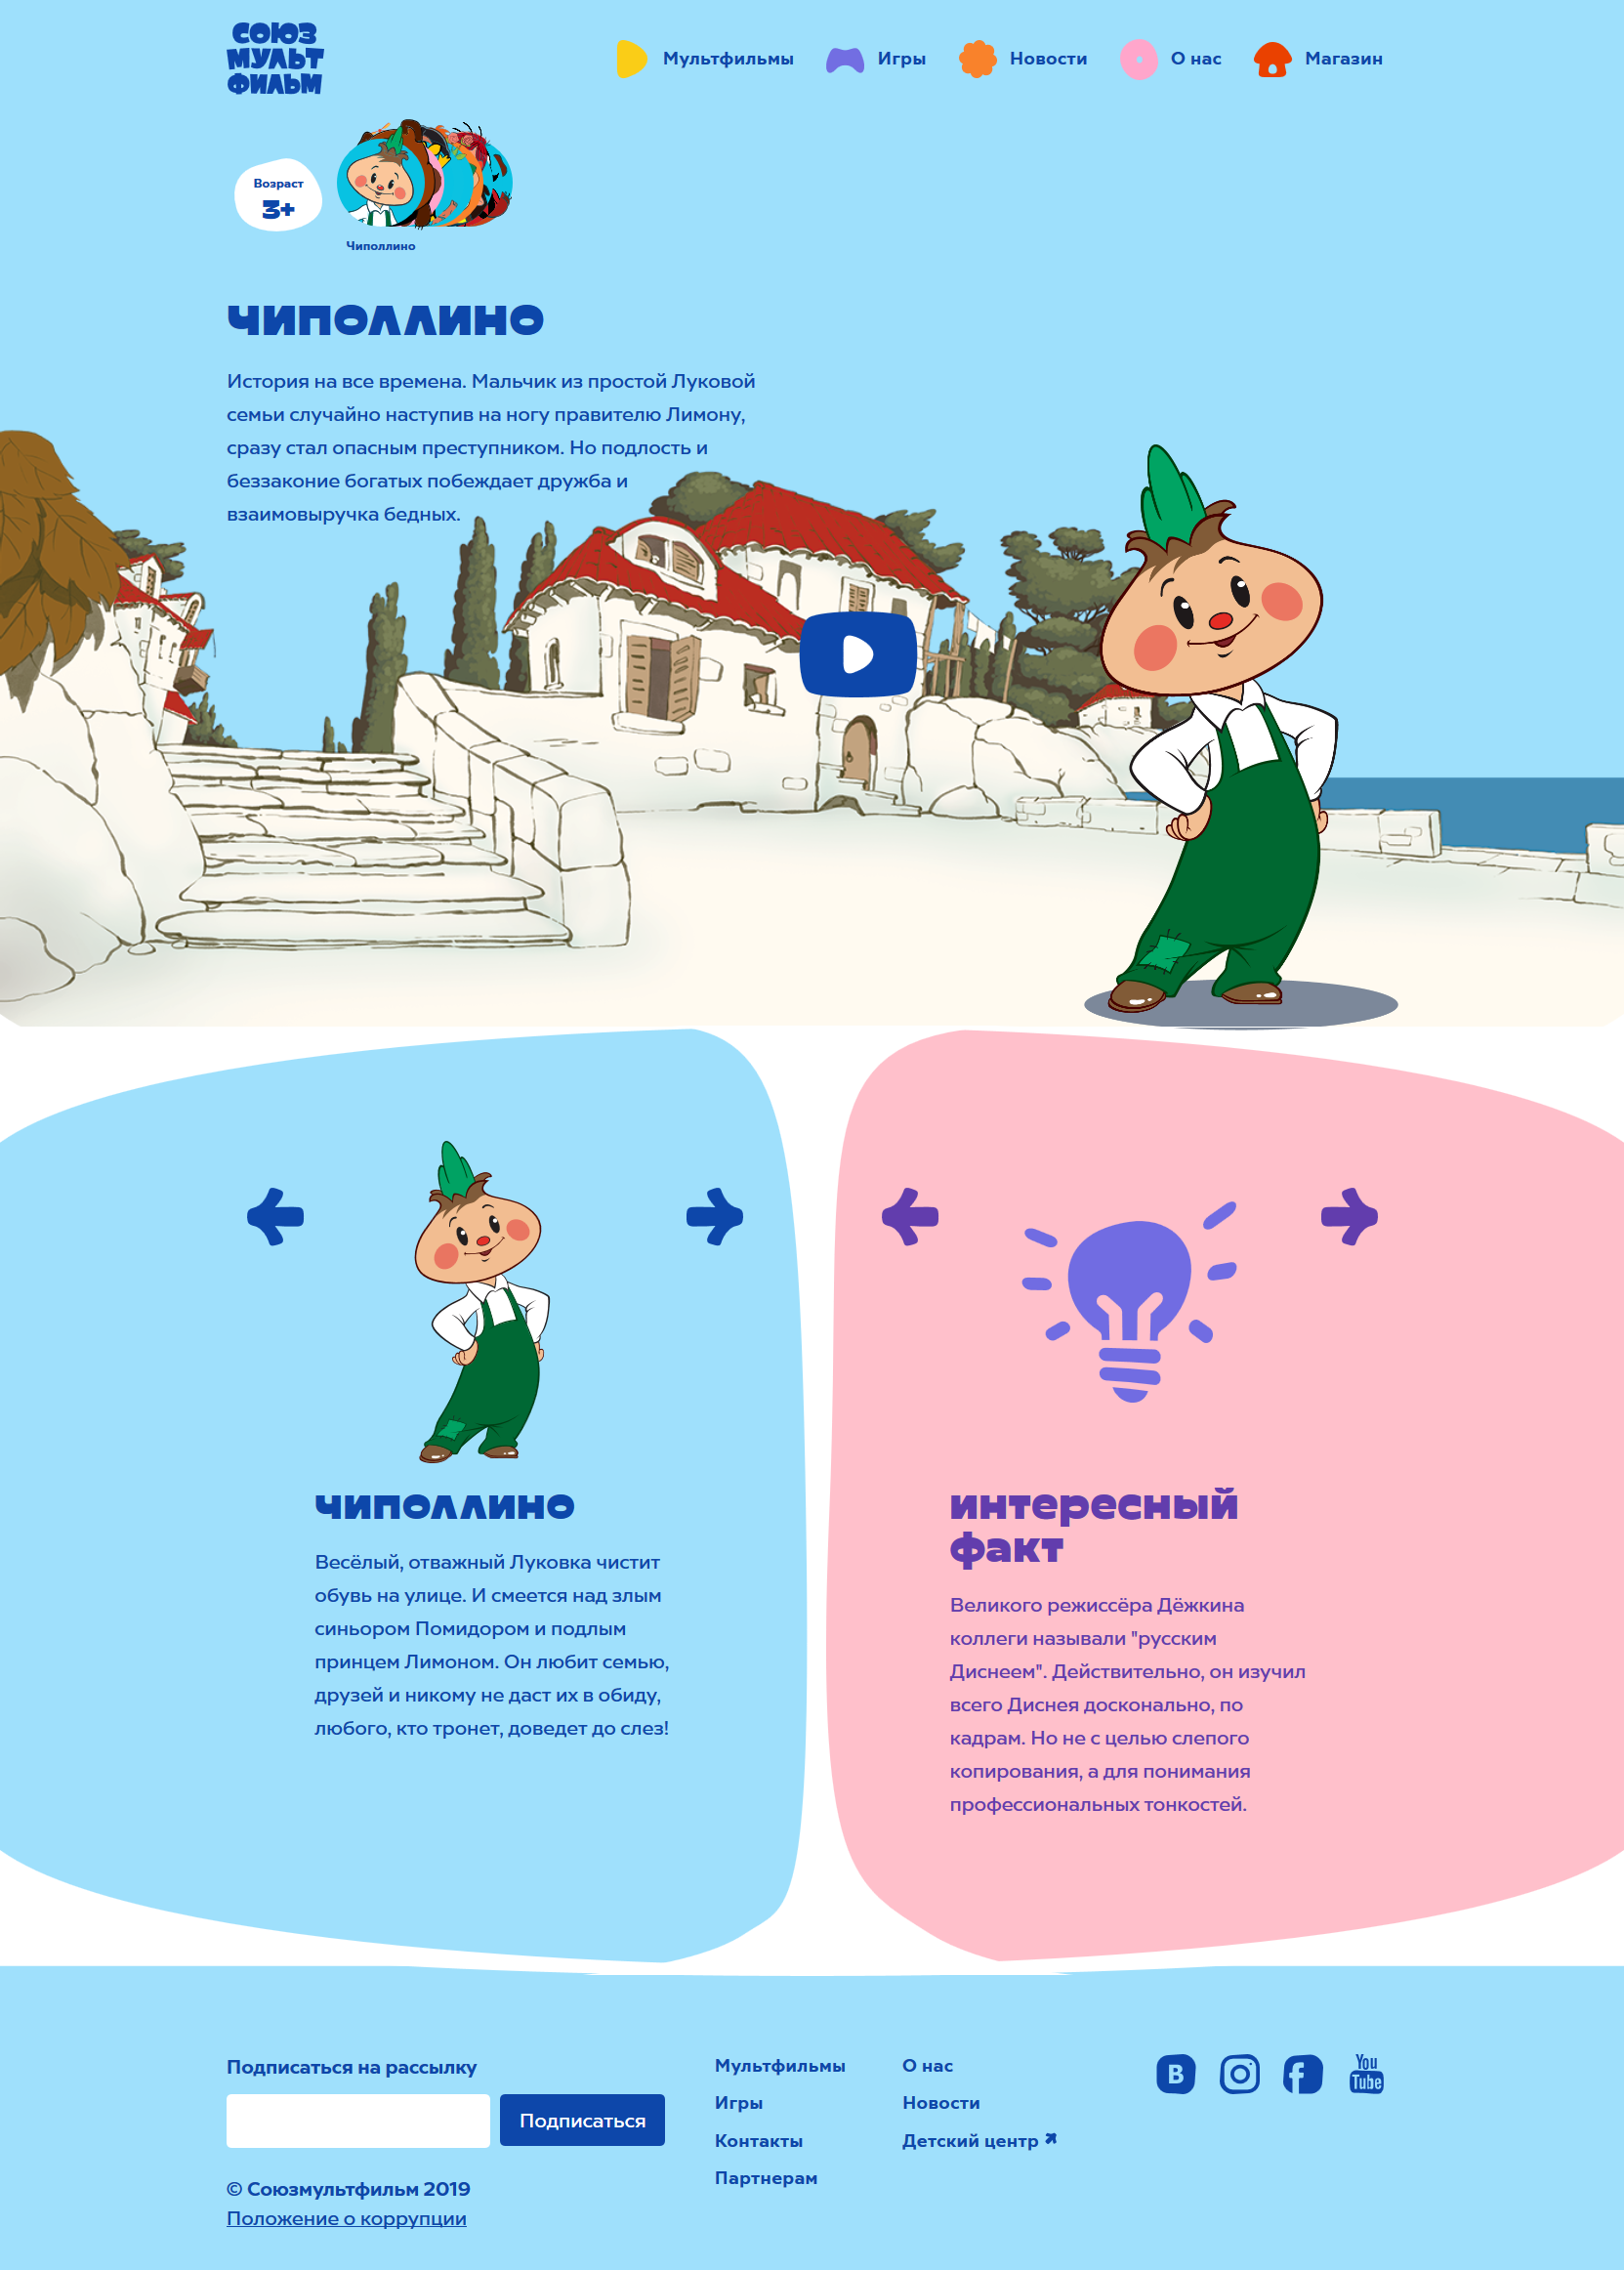 СОЮЗ
МУЛЬТ
ФИЛЬМ
Мультфильмы
Игры
Новости
О нас
Магазин
Возраст
3+
Чиполлино
чиполлино
История на все времена. Мальчик из простой Луковой
семьи случайно наступив на ногу правителю Лимону,
сразу стал опасным преступником. Но подлость и
беззаконие богатых побеждает дружба и
взаимовыручка бедных.
чиполлино
Весёлый, отважный Луковка чистит
обувь на улице. И смеется над злым
синьором Помидором и подлым
принцем Лимоном. Он любит семью,
друзей и никому не даст их в обиду,
любого, кто тронет, доведет до слез!
интересный
факт
Великого режиссёра Дёжкина
коллеги называли "русским
Диснеем". Действительно, он изучил
всего Диснея досконально, по
кадрам. Но не с целью слепого
копирования, а для понимания
профессиональных тонкостей.
Подписаться на рассылку
Подписаться
© Союзмультфильм 2019
Положение о коррупции
Мультфильмы
Игры
Контакты
Партнерам
О нас
Новости
Детский центр
В
You
Tube